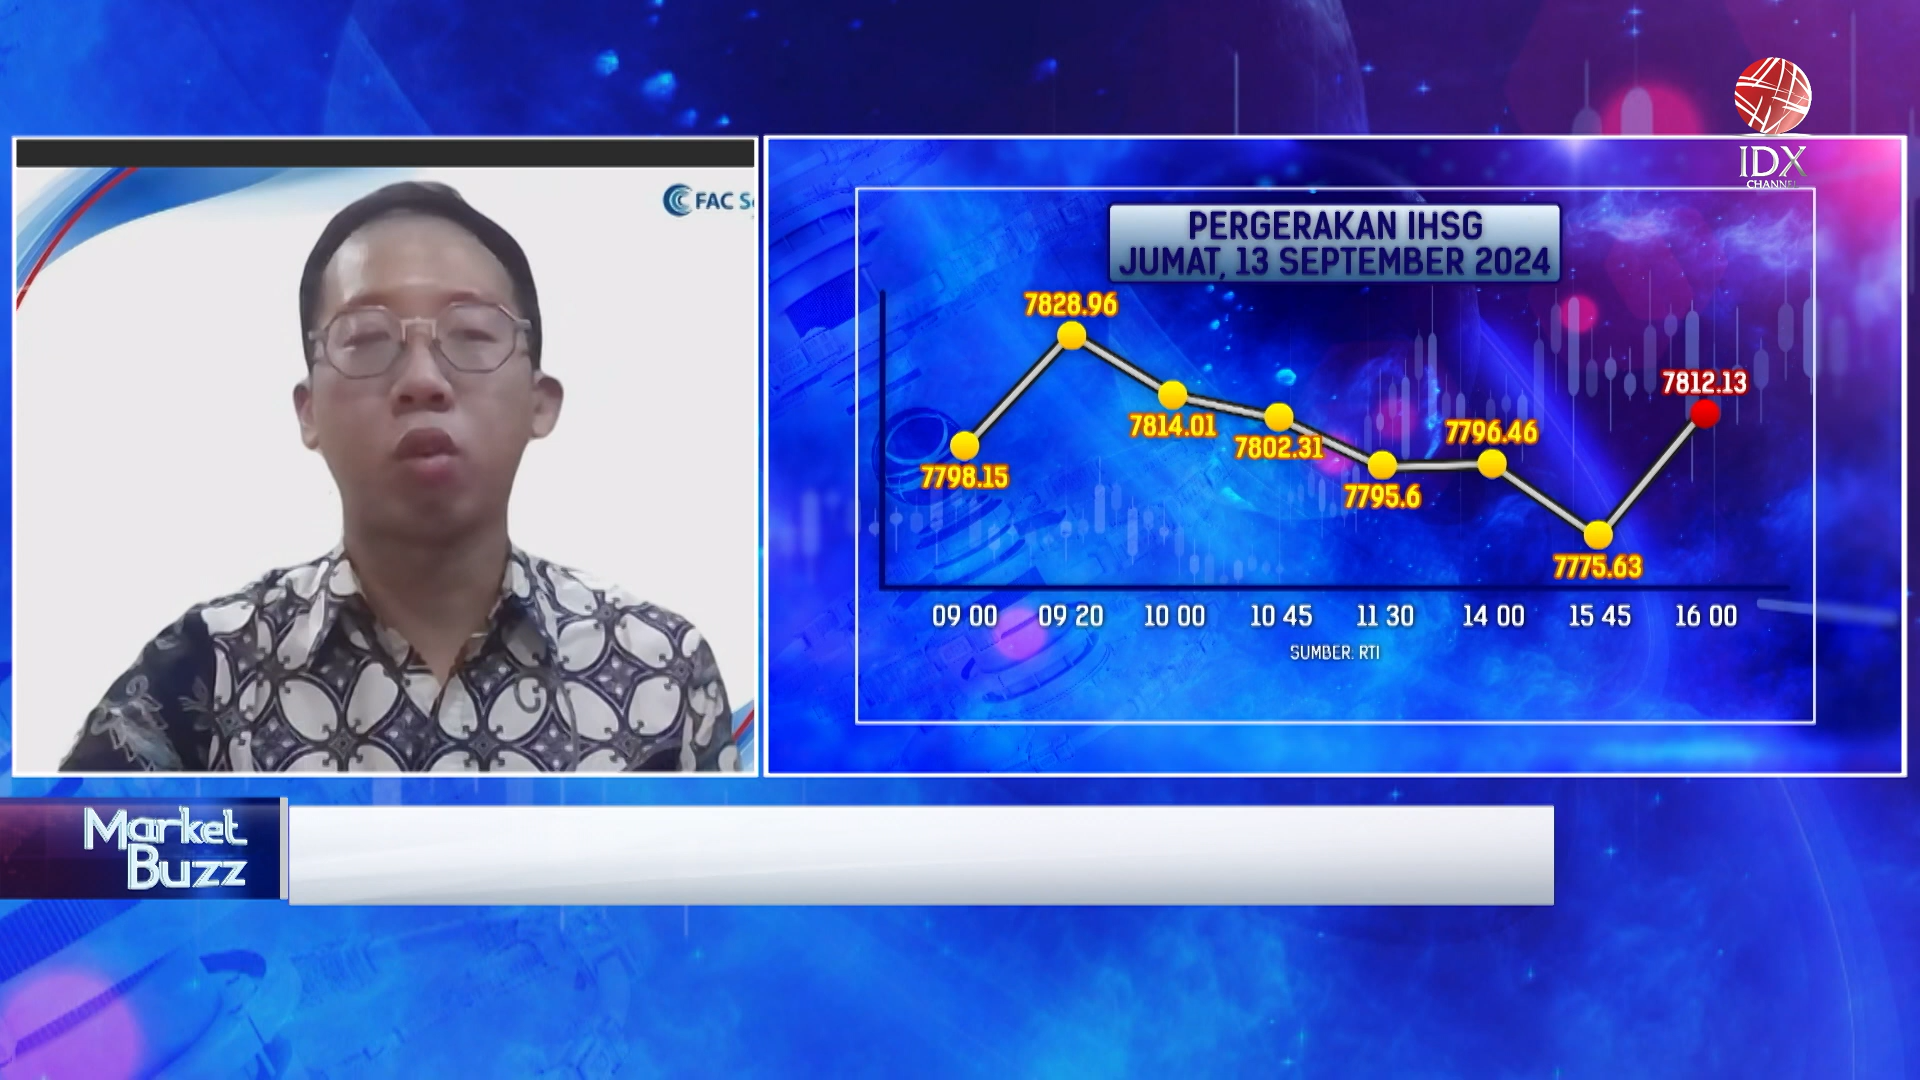 IDX
CHANNEL
FAC
PERGERAKAN IHSG
JUMAT, 13 SEPTEMBER 2024
7828.96
7812.13
7814.01
7796.46
7802.31
7798.15
7795.6
7775.63
09 00 09 20 10 00 10 45 11 30 14 00 15 45 16 00
SUMBER: RTI
Market
Buzz